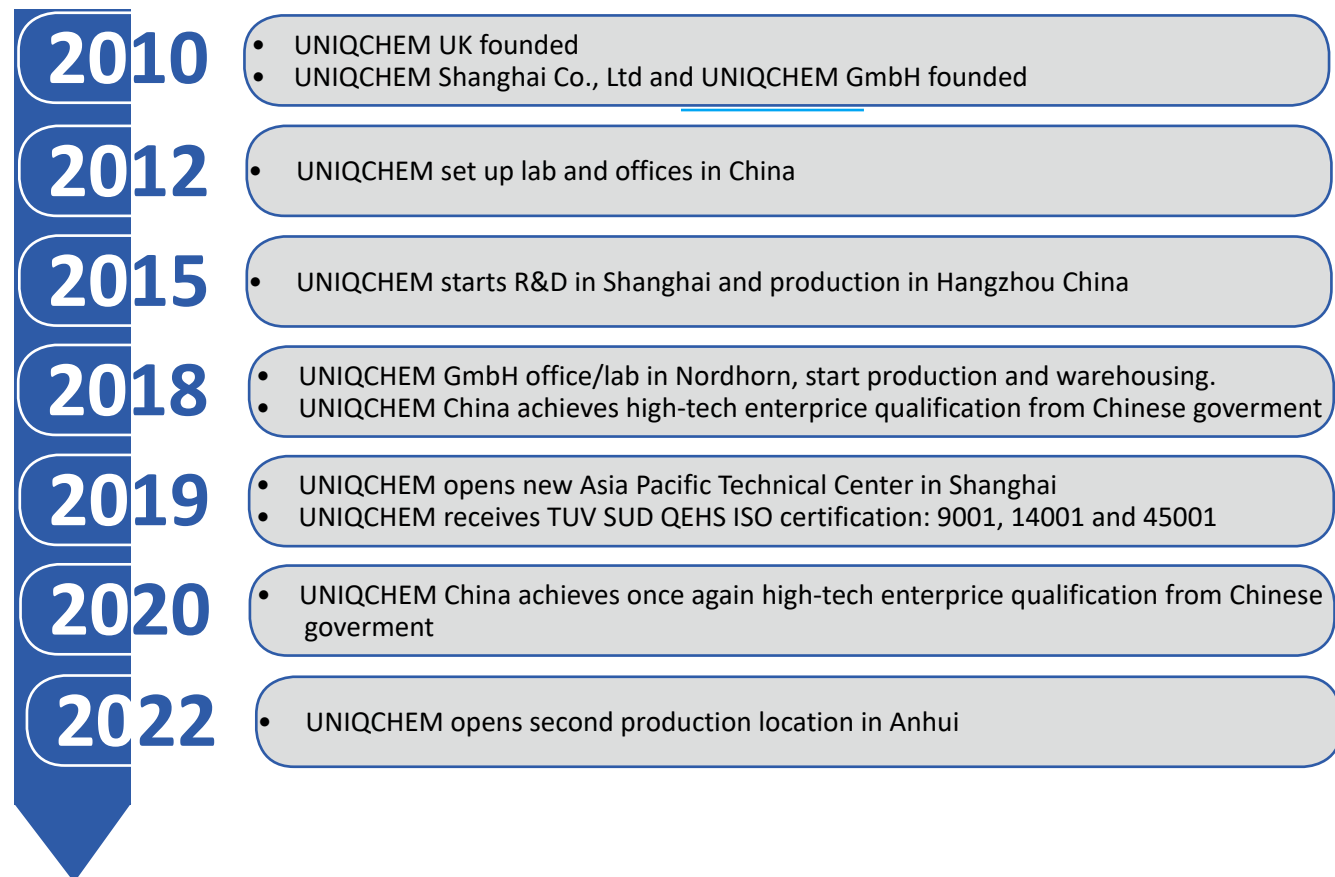 2010
• UNIQCHEM UK founded
• UNIQCHEM Shanghai Co., Ltd and UNIQCHEM GmbH founded
2012
• UNIQCHEM set up lab and offices in China
2015
• UNIQCHEM starts R&D in Shanghai and production in Hangzhou China
2018
• UNIQCHEM GmbH office/lab in Nordhorn, start production and warehousing.
• UNIQCHEM China achieves high-tech enterprice qualification from Chinese goverment
2019
• UNIQCHEM opens new Asia Pacific Technical Center in Shanghai
• UNIQCHEM receives TUV SUD QEHS ISO certification: 9001, 14001 and 45001
2020
• UNIQCHEM China achieves once again high-tech enterprice qualification from Chinese
goverment
2022
• UNIQCHEM opens second production location in Anhui